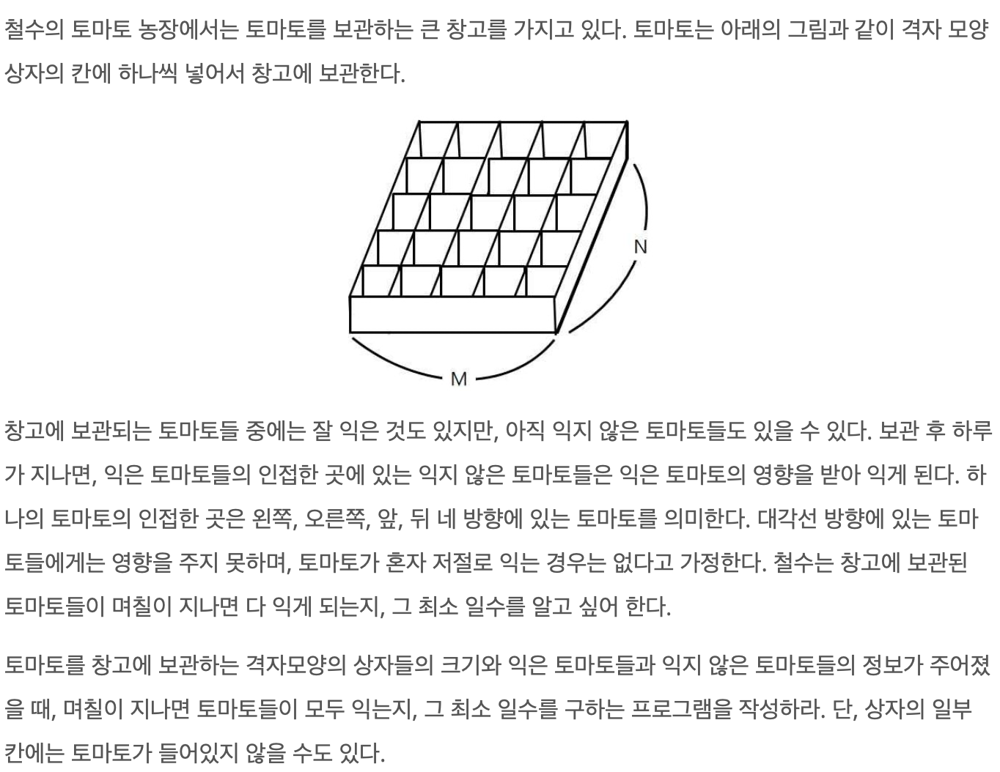 철수의 토마토 농장에서는 토마토를 보관하는 큰 창고를 가지고 있다. 토마토는 아래의 그림과 같이 격자 모양
상자의 칸에 하나씩 넣어서 창고에 보관한다.
N
M
창고에 보관되는 토마토들 중에는 잘 익은 것도 있지만, 아직 익지 않은 토마토들도 있을 수 있다. 보관 후 하루
가 지나면, 익은 토마토들의 인접한 곳에 있는 익지 않은 토마토들은 익은 토마토의 영향을 받아 익게 된다. 하
나의 토마토의 인접한 곳은 왼쪽, 오른쪽, 앞, 뒤 네 방향에 있는 토마토를 의미한다. 대각선 방향에 있는 토마
토들에게는 영향을 주지 못하며, 토마토가 혼자 저절로 익는 경우는 없다고 가정한다. 철수는 창고에 보관된
토마토들이 며칠이 지나면 다 익게 되는지, 그 최소 일수를 알고 싶어 한다.
토마토를 창고에 보관하는 격자모양의 상자들의 크기와 익은 토마토들과 익지 않은 토마토들의 정보가 주어졌
을 때, 며칠이 지나면 토마토들이 모두 익는지, 그 최소 일수를 구하는 프로그램을 작성하라. 단, 상자의 일부
칸에는 토마토가 들어있지 않을 수도 있다.